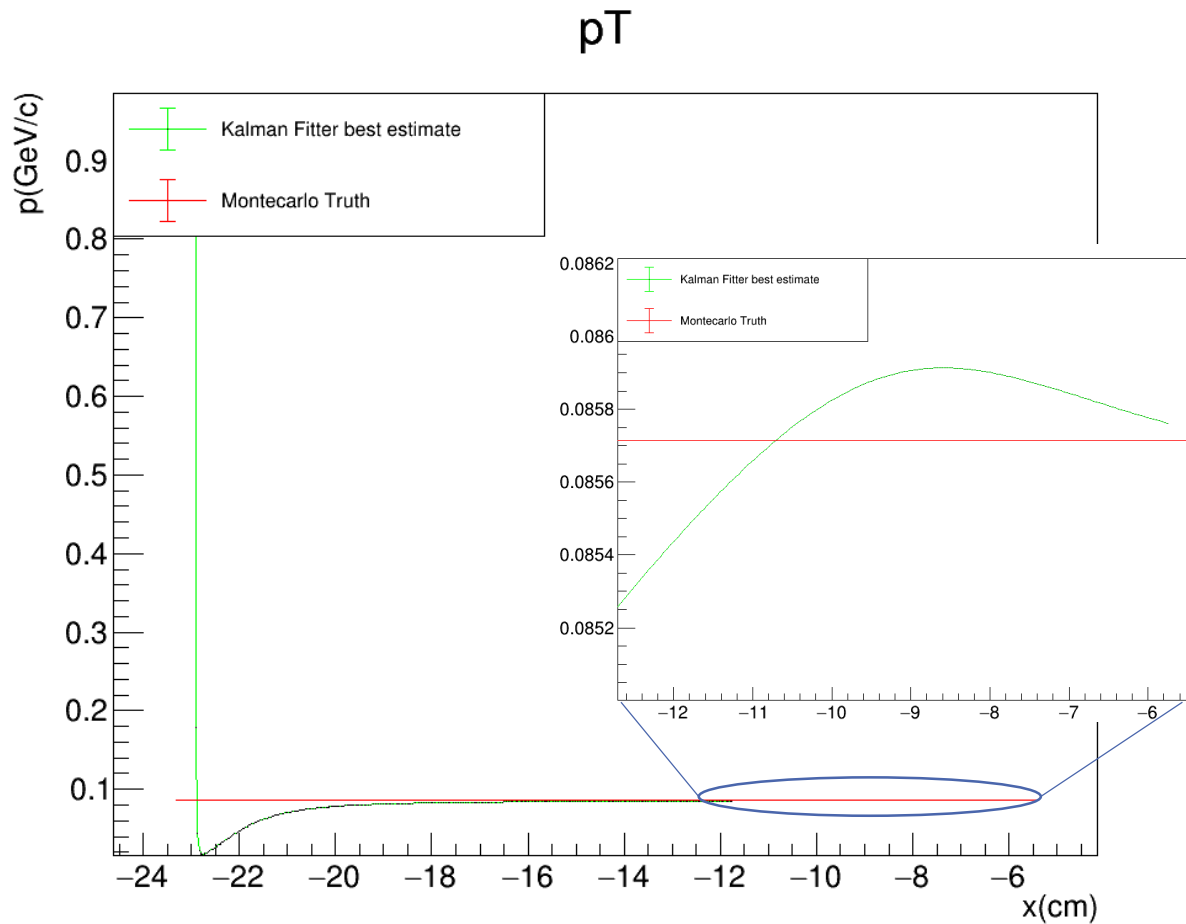 pT
p(GeV/c)
Kalman Fitter best estimate
Montecarlo Truth
0.9
0.8
0.7
0.6
0.5
0.4
0.3
0.2
0.1
−24 −22 −20 −18 −16 −14 −12 −10 −8 −6
x(cm)
Kalman Fitter best estimate
Montecarlo Truth
0.0862
0.086
0.0858
0.0856
0.0854
0.0852
−12 −11 −10 −9 −8 −7 −6